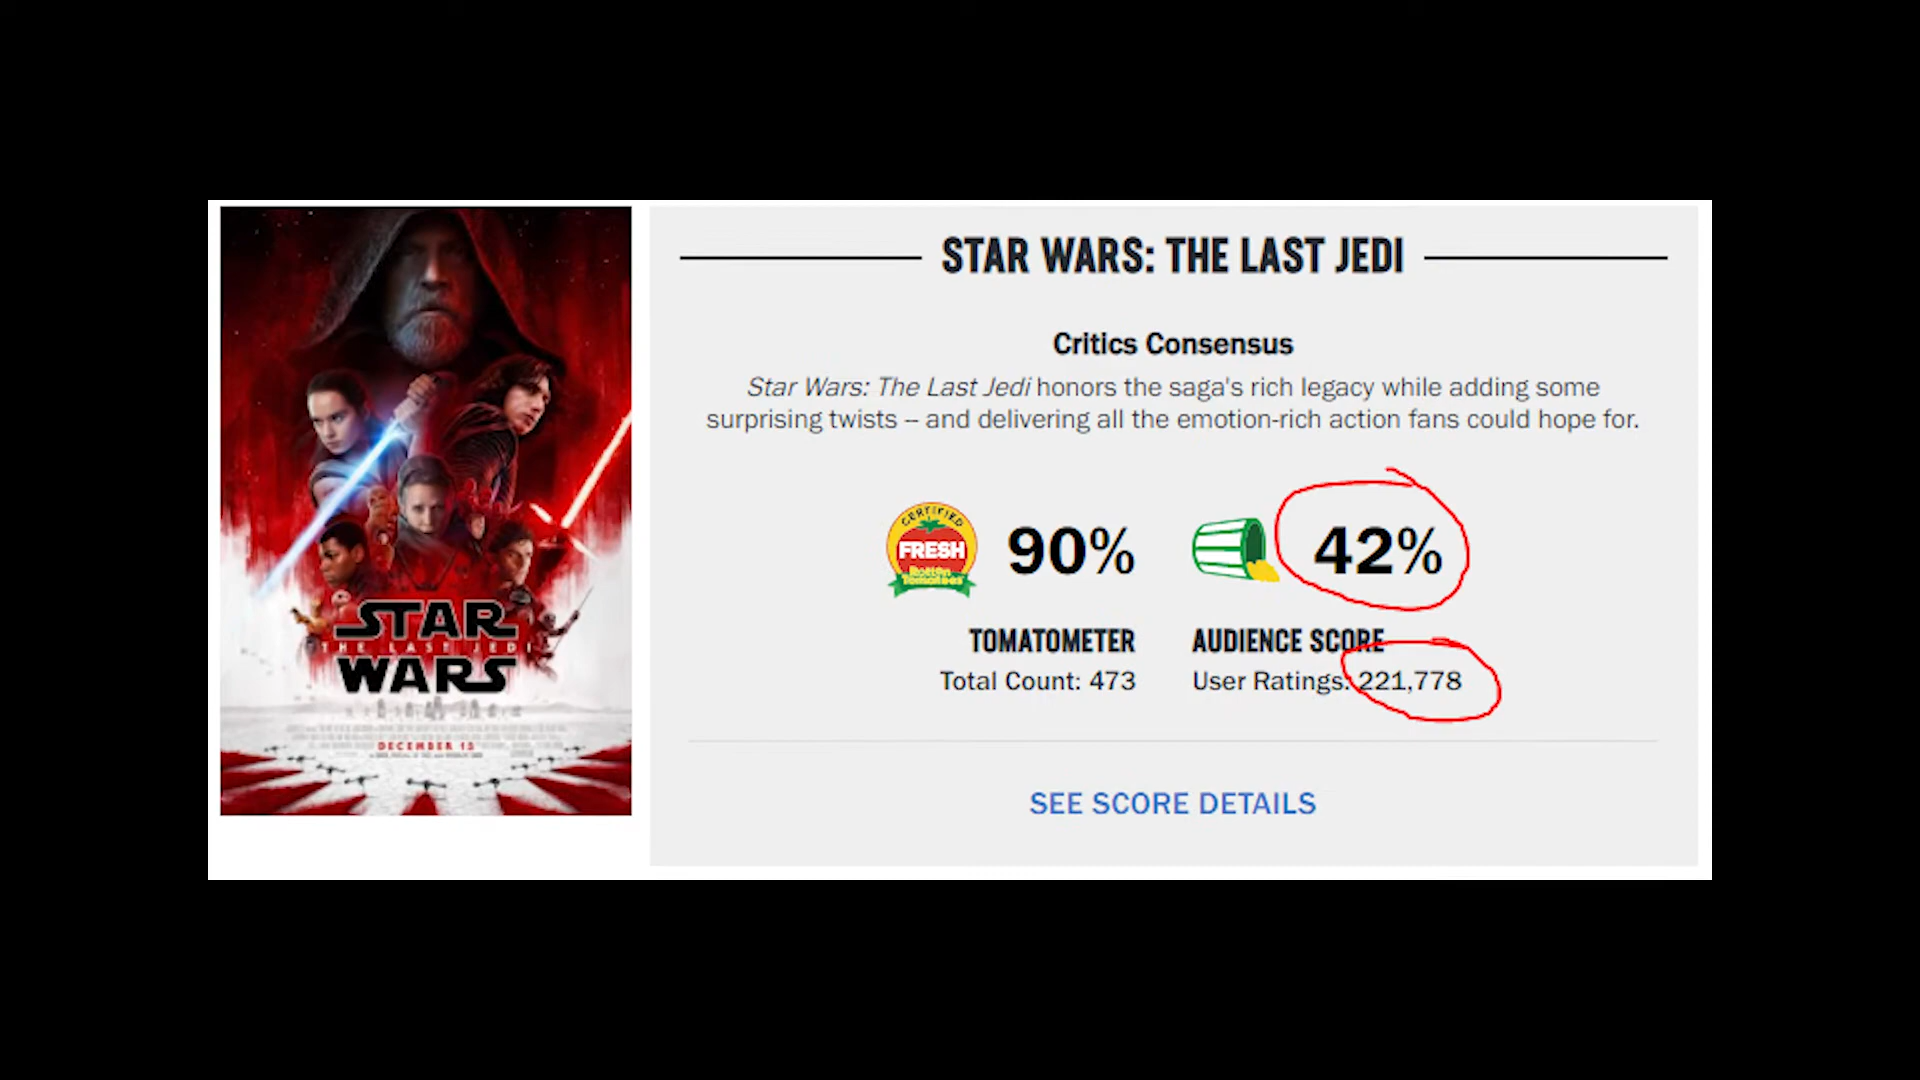 STAR
THE LAST JEDI
WARS
DECEMBER 15
STAR WARS: THE LAST JEDI
Critics Consensus
Star Wars: The Last Jedi honors the saga's rich legacy while adding some
surprising twists -- and delivering all the emotion-rich action fans could hope for.
CERTIFIED
FRESH
Rotten
Tomatoes
90%
42%
TOMATOMETER
AUDIENCE SCORE
Total Count: 473
User Ratings: 221,778
SEE SCORE DETAILS